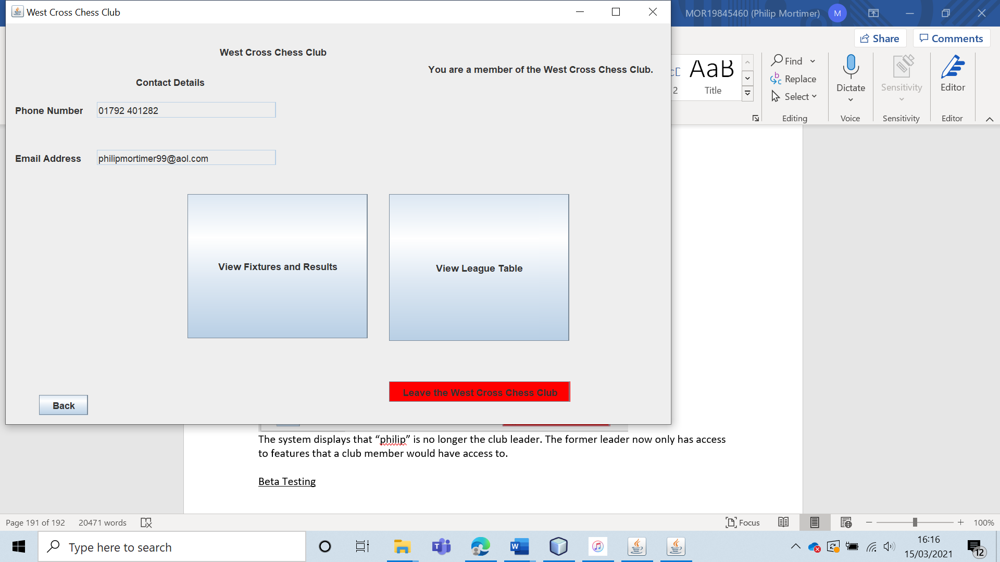 West Cross Chess Club
MOR19845460 (Philip Mortimer)
M
Share
Comments
West Cross Chess Club
You are a member of the West Cross Chess Club.
Contact Details
Phone Number
01792 401282
Email Address
philipmortimer99@aol.com
View Fixtures and Results
View League Table
Leave the West Cross Chess Club
Back
2
AaB
Title
Find
Replace
Select
Editing
Dictate
Voice
Sensitivity
Sensitivity
Editor
Editor
The system displays that “philip” is no longer the club leader. The former leader now only has access
to features that a club member would have access to.
Beta Testing
Page 191 of 192
20471 words
Focus
100%
Type here to search
16:16
15/03/2021
12